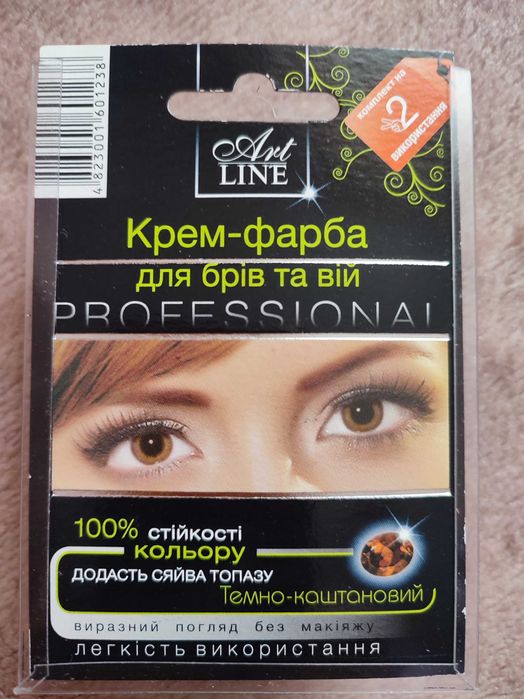 4823001601238
комплект на
2
використання
Art
LINE
Крем-фарба
для брів та вій
PROFESSIONAL
100% стійкості
кольору
ДОДАСТЬ СЯЙВА ТОПАЗУ
Темно-каштановий
виразний погляд без макіяжу
легкість використання